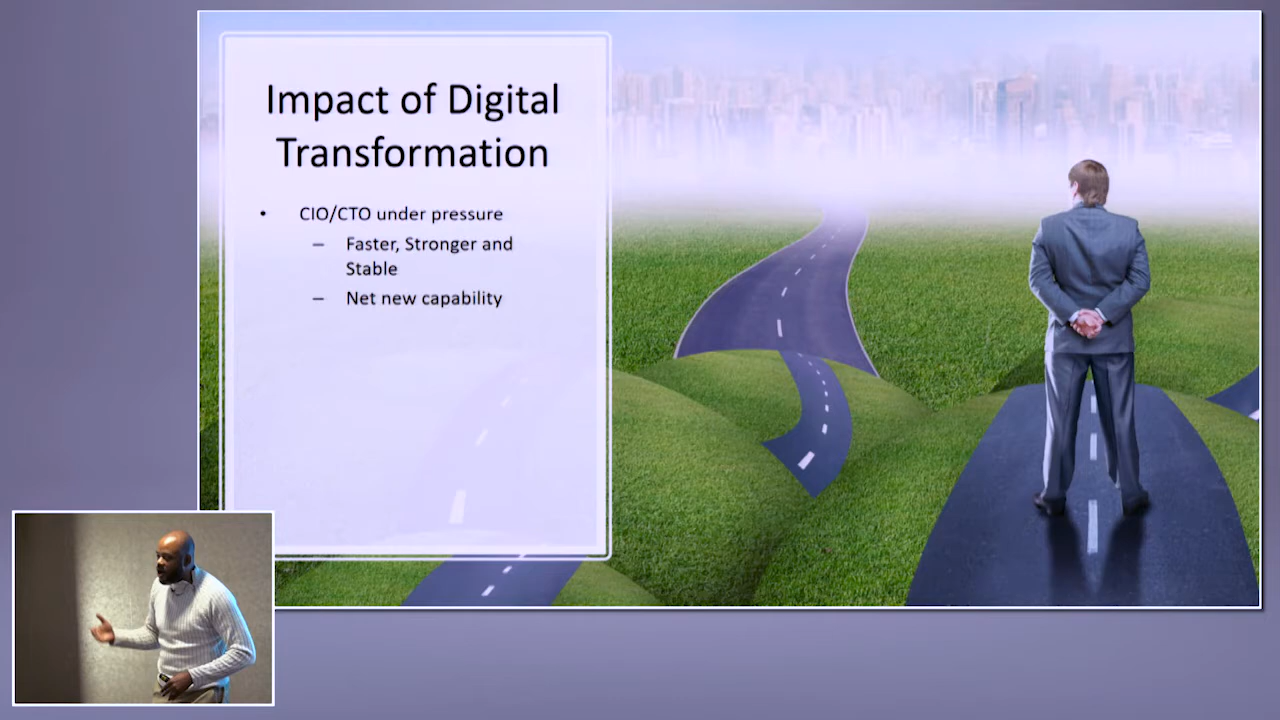 Impact of Digital
Transformation
• CIO/CTO under pressure
– Faster, Stronger and
Stable
– Net new capability